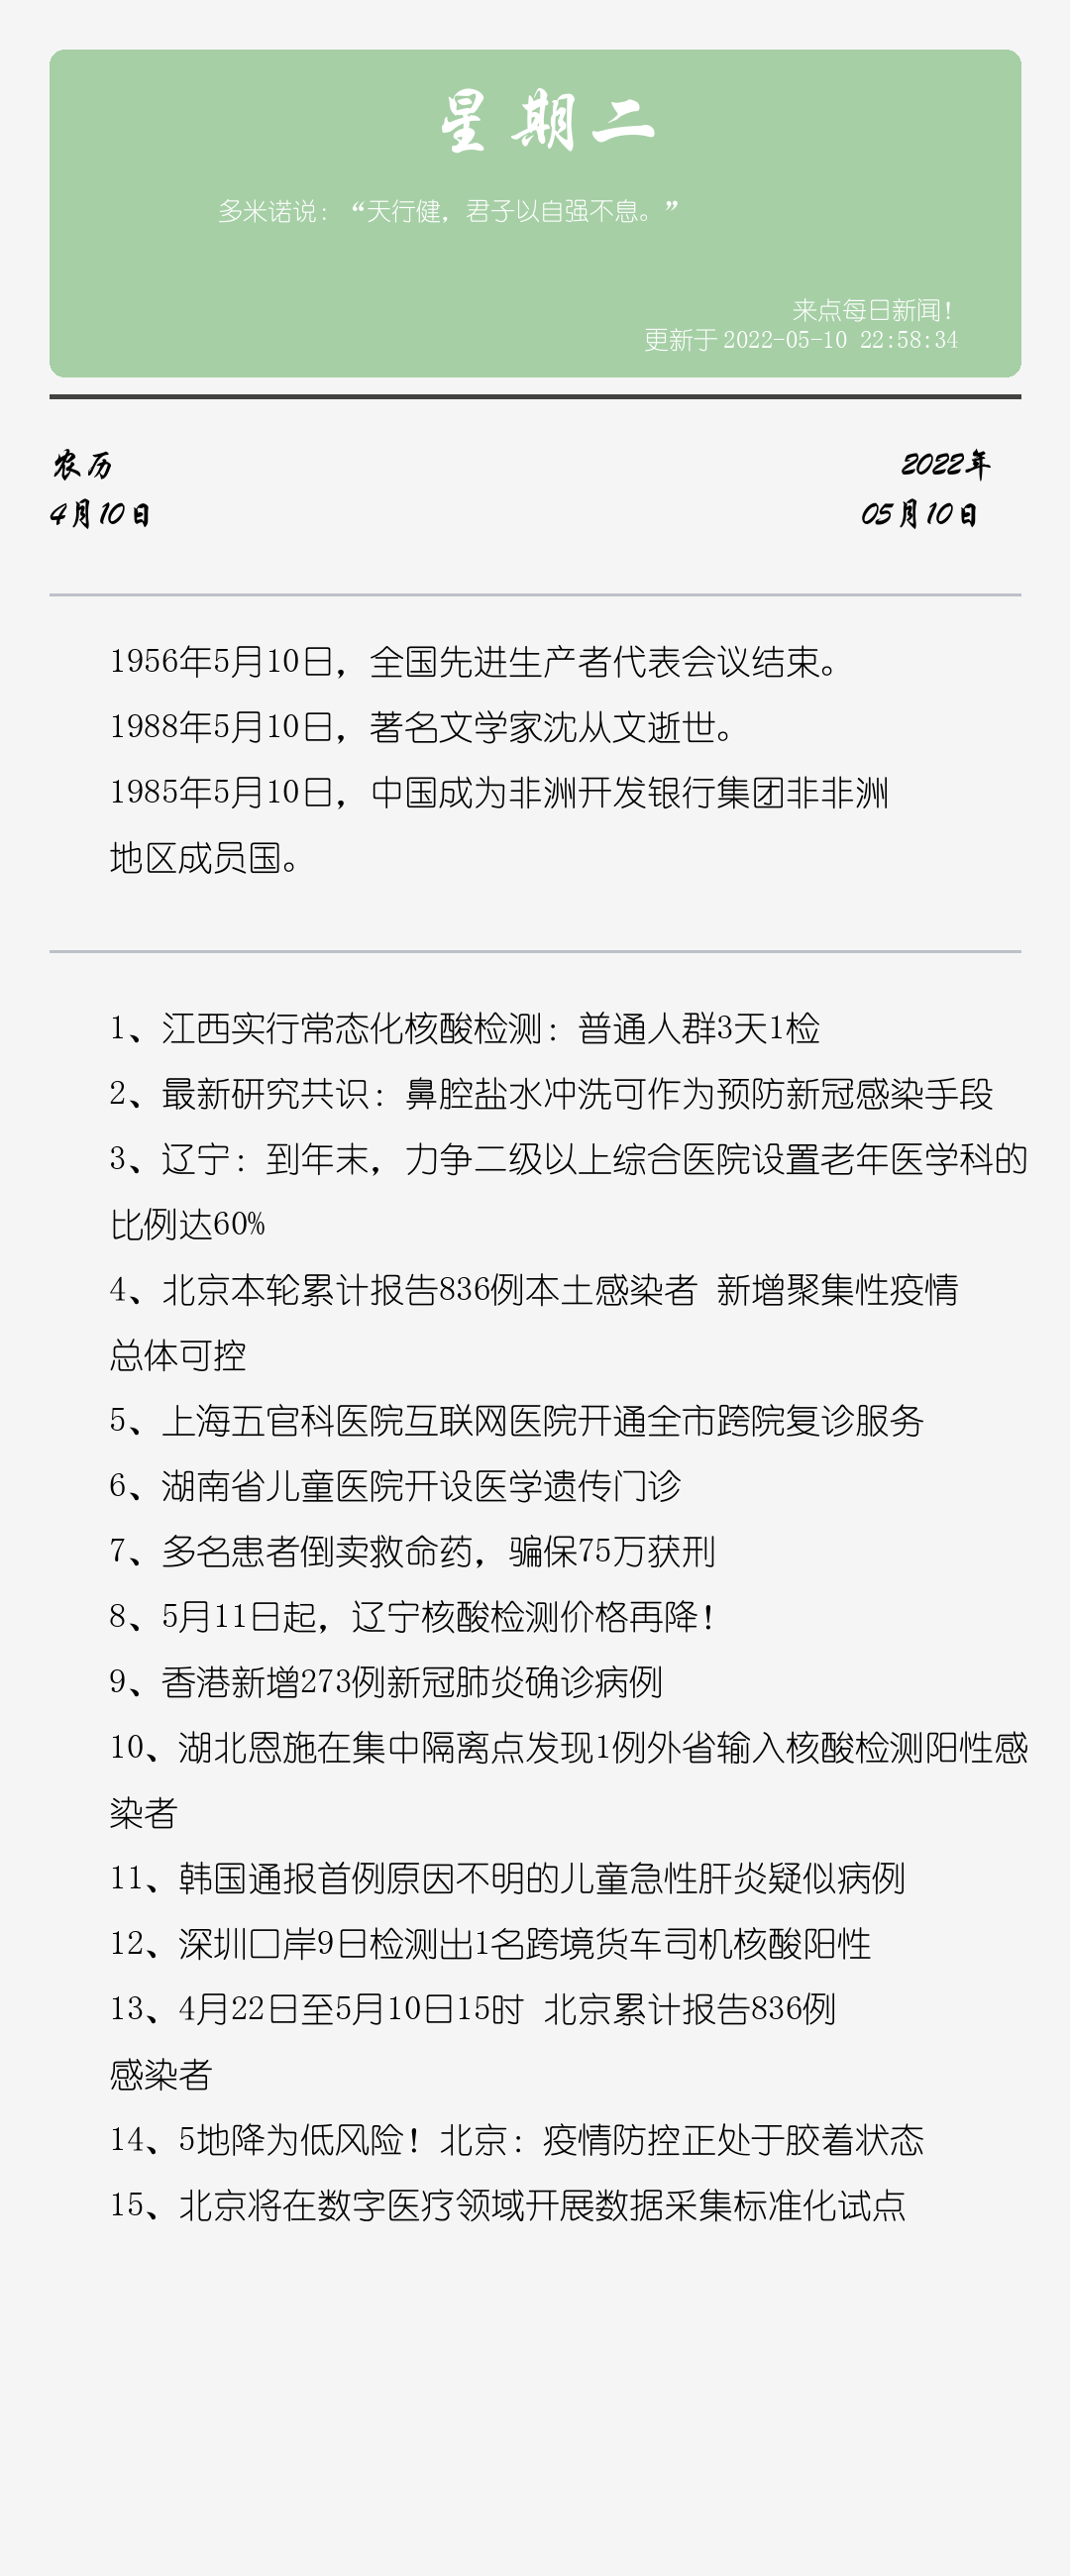 星期二
多米诺说：“天行健，君子以自强不息。”
来点每日新闻！
更新于 2022-05-10 22:58:34
农历
2022年
4月10日
05月10日
1956年5月10日，全国先进生产者代表会议结束。
1988年5月10日，著名文学家沈从文逝世。
1985年5月10日，中国成为非洲开发银行集团非非洲
地区成员国。
1、江西实行常态化核酸检测：普通人群3天1检
2、最新研究共识：鼻腔盐水冲洗可作为预防新冠感染手段
3、辽宁：到年末，力争二级以上综合医院设置老年医学科的
比例达60%
4、北京本轮累计报告836例本土感染者 新增聚集性疫情
总体可控
5、上海五官科医院互联网医院开通全市跨院复诊服务
6、湖南省儿童医院开设医学遗传门诊
7、多名患者倒卖救命药，骗保75万获刑
8、5月11日起，辽宁核酸检测价格再降！
9、香港新增273例新冠肺炎确诊病例
10、湖北恩施在集中隔离点发现1例外省输入核酸检测阳性感
染者
11、韩国通报首例原因不明的儿童急性肝炎疑似病例
12、深圳口岸9日检测出1名跨境货车司机核酸阳性
13、4月22日至5月10日15时 北京累计报告836例
感染者
14、5地降为低风险！北京：疫情防控正处于胶着状态
15、北京将在数字医疗领域开展数据采集标准化试点